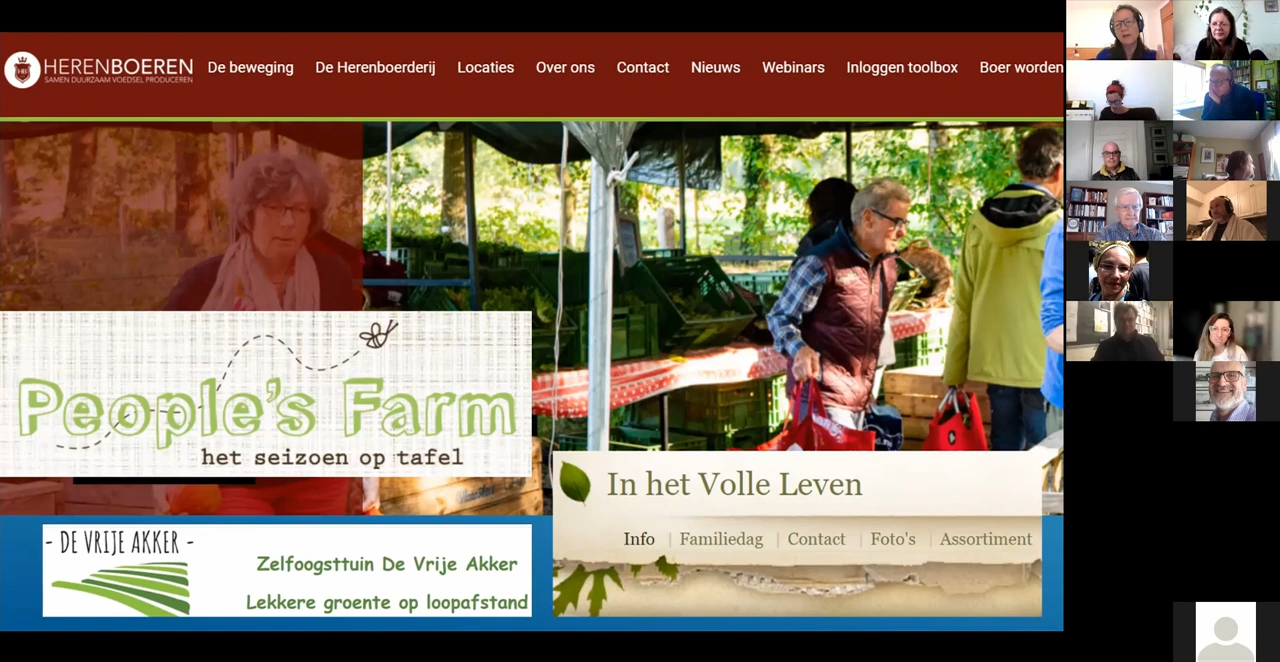 HERENBOEREN
SAMEN DUURZAAM VOEDSEL PRODUCEREN
De beweging De Herenboerderij Locaties Over ons Contact Nieuws Webinars Inloggen toolbox Boer worden
People's Farm
het seizoen op tafel
In het Volle Leven
Info | Familiedag | Contact | Foto's | Assortiment
- DE VRIJE AKKER -
Zelfoogsttuin De Vrije Akker
Lekkere groente op loopafstand